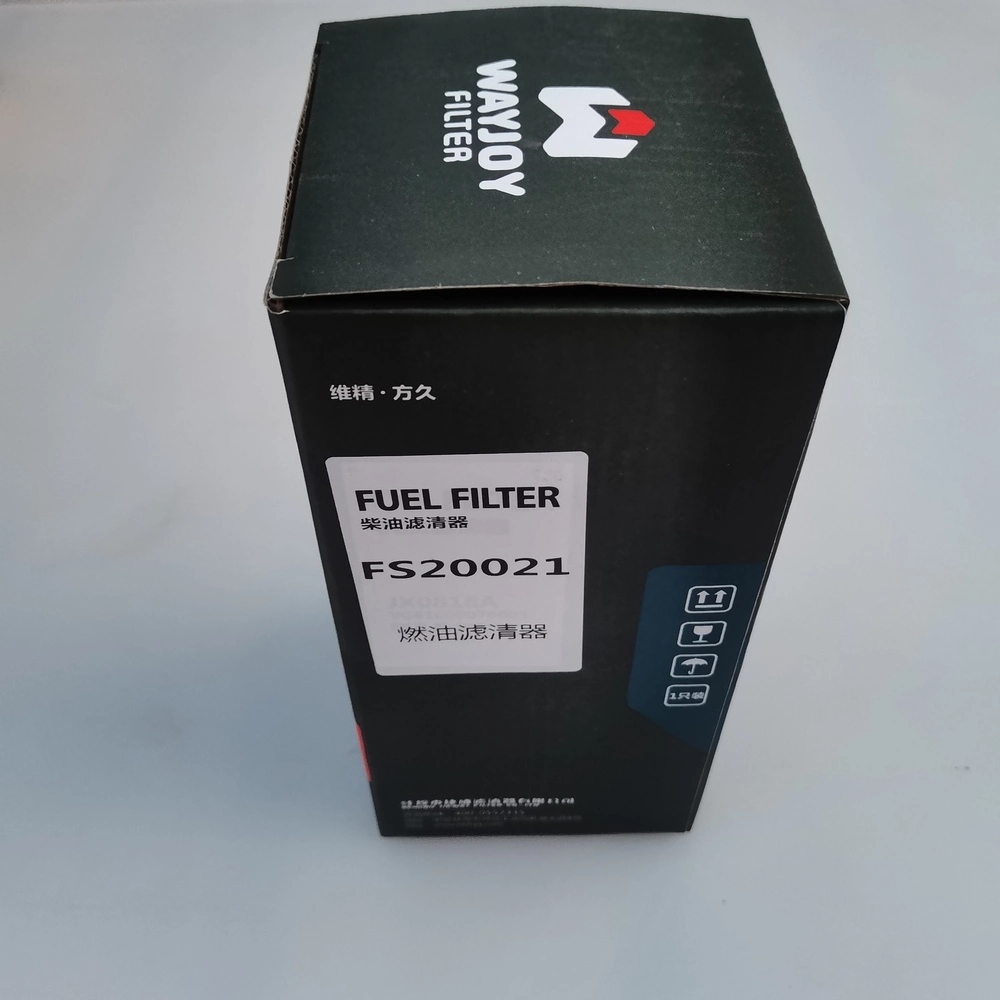 WAYJOY
FILTER
维精·方久
FUEL FILTER
柴油滤清器
FS20021
燃油滤清器
1只装